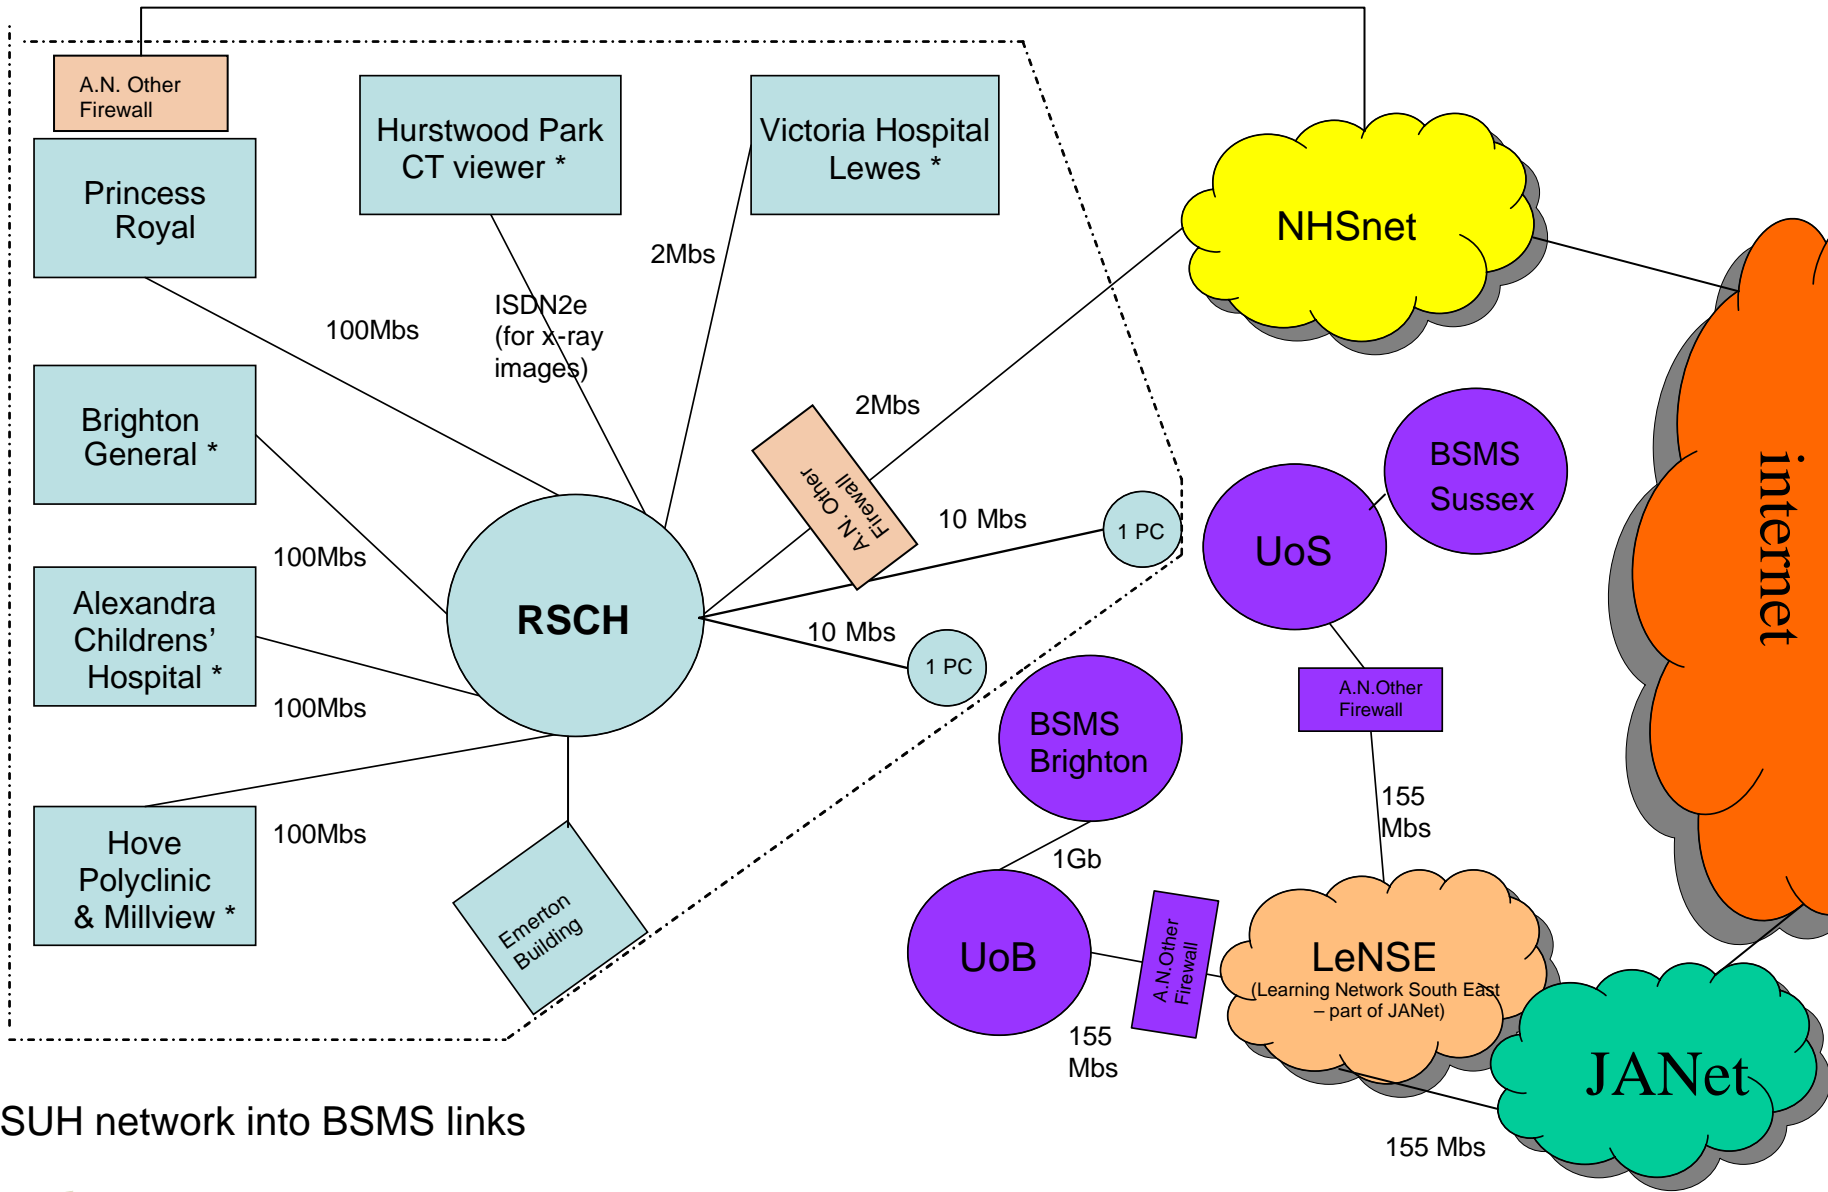 A.N. Other
Firewall
Princess
Royal
Hurstwood Park
CT viewer *
Victoria Hospital
Lewes *
NHSnet
internet
2Mbs
ISDN2e
(for x-ray
images)
100Mbs
Brighton
General *
2Mbs
A.N. Other
Firewall
10 Mbs
1 PC
BSMS
Sussex
UoS
100Mbs
Alexandra
Childrens’
Hospital *
RSCH
10 Mbs
1 PC
A.N.Other
Firewall
100Mbs
BSMS
Brighton
155
Mbs
100Mbs
Hove
Polyclinic
& Millview *
Emerton
Building
1Gb
UoB
A.N.Other
Firewall
LeNSE
(Learning Network South East
– part of JANet)
155
Mbs
JANet
155 Mbs
SUH network into BSMS links